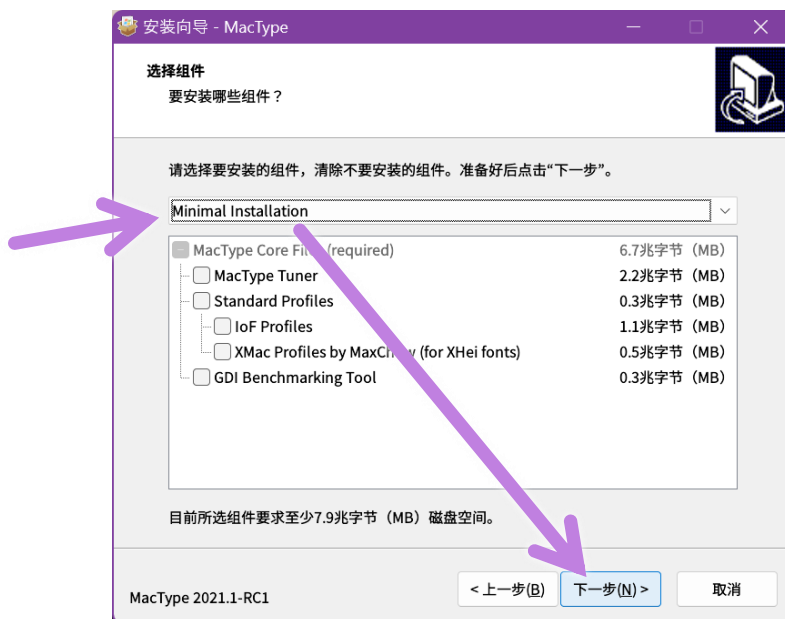 安装向导 - MacType
选择组件
要安装哪些组件？
请选择要安装的组件，清除不要安装的组件。准备好后点击“下一步”。
Minimal Installation
MacType Core Files (required) 6.7兆字节（MB）
MacType Tuner 2.2兆字节（MB）
Standard Profiles 0.3兆字节（MB）
IoF Profiles 1.1兆字节（MB）
XMac Profiles by MaxChow (for XHei fonts) 0.5兆字节（MB）
GDI Benchmarking Tool 0.3兆字节（MB）
目前所选组件要求至少7.9兆字节（MB）磁盘空间。
MacType 2021.1-RC1
< 上一步(B) 下一步(N) > 取消